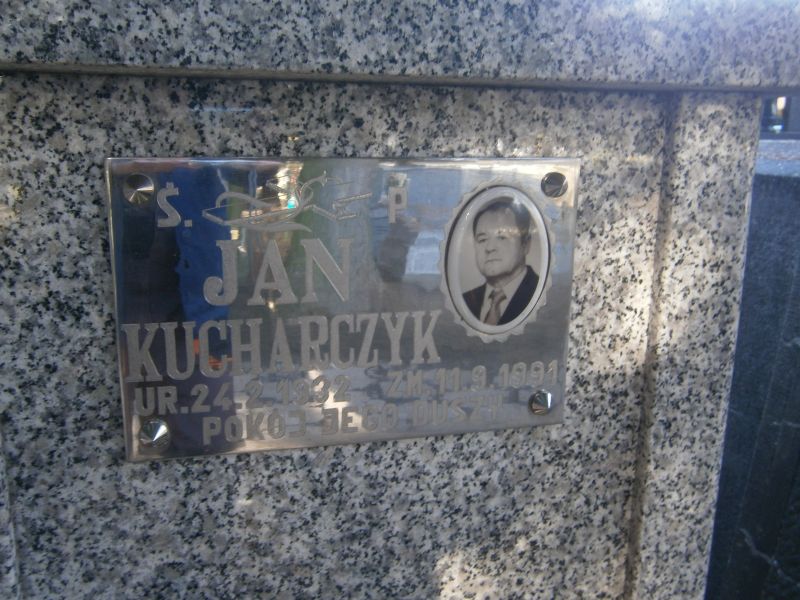 Ś. P
JAN
KUCHARCZYK
UR. 24.2.1932 ZM. 11.9.1991
POKÓJ JEGO DUSZY